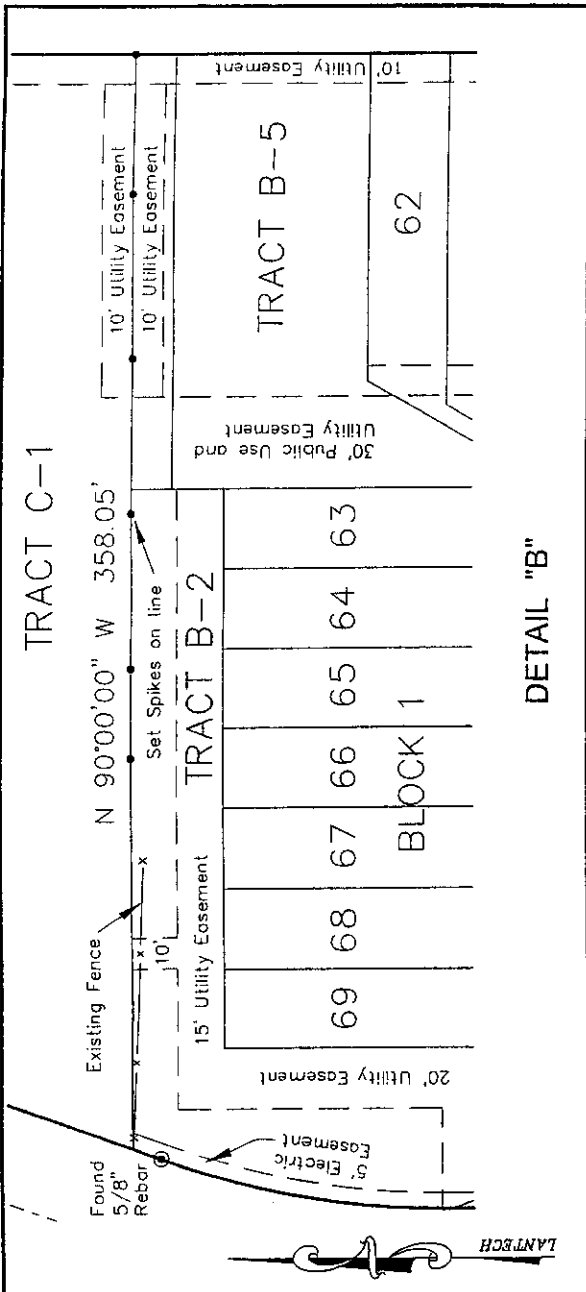 TRACT C-1
N 90°00'00" W 358.05'
10' Utility Easement
10' Utility Easement
Existing Fence
Set Spikes on line
Found
5/8"
Rebar
10'
15' Utility Easement
TRACT B-2
30' Public Use and
Utility Easement
TRACT B-5
10' Utility Easement
5' Electric
Easement
20' Utility Easement
69
68
67
66
65
64
63
62
BLOCK 1
LANTECH
DETAIL "B"